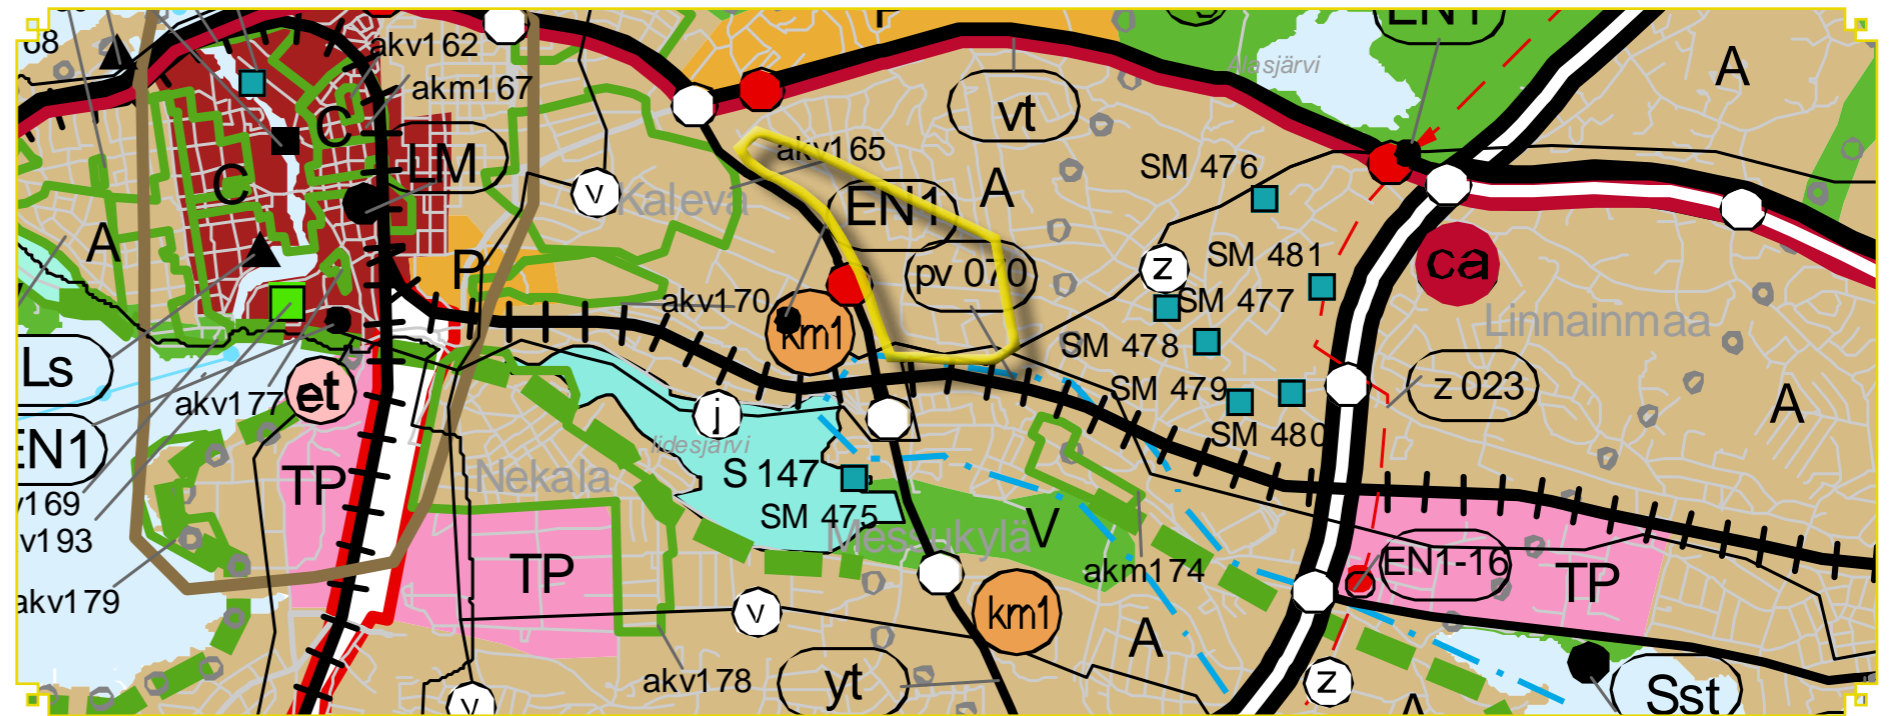 P
EN1
68
akv162
akm167
Alasjärvi
A
vt
C
C
LM
akv165
SM 476
v
Kaleva
A
EN1
A
P
pv 070
z
SM 481
ca
akv170
SM 477
Linnainmaa
km1
SM 478
Ls
et
akv177
j
SM 479
z 023
A
EN1
Iidesjärvi
SM 480
TP
Nekala
S 147
v169
SM 475
Messukylä
V
v193
akm174
EN1-16
TP
TP
akv179
v
km1
A
akv178
yt
z
Sst
v
A